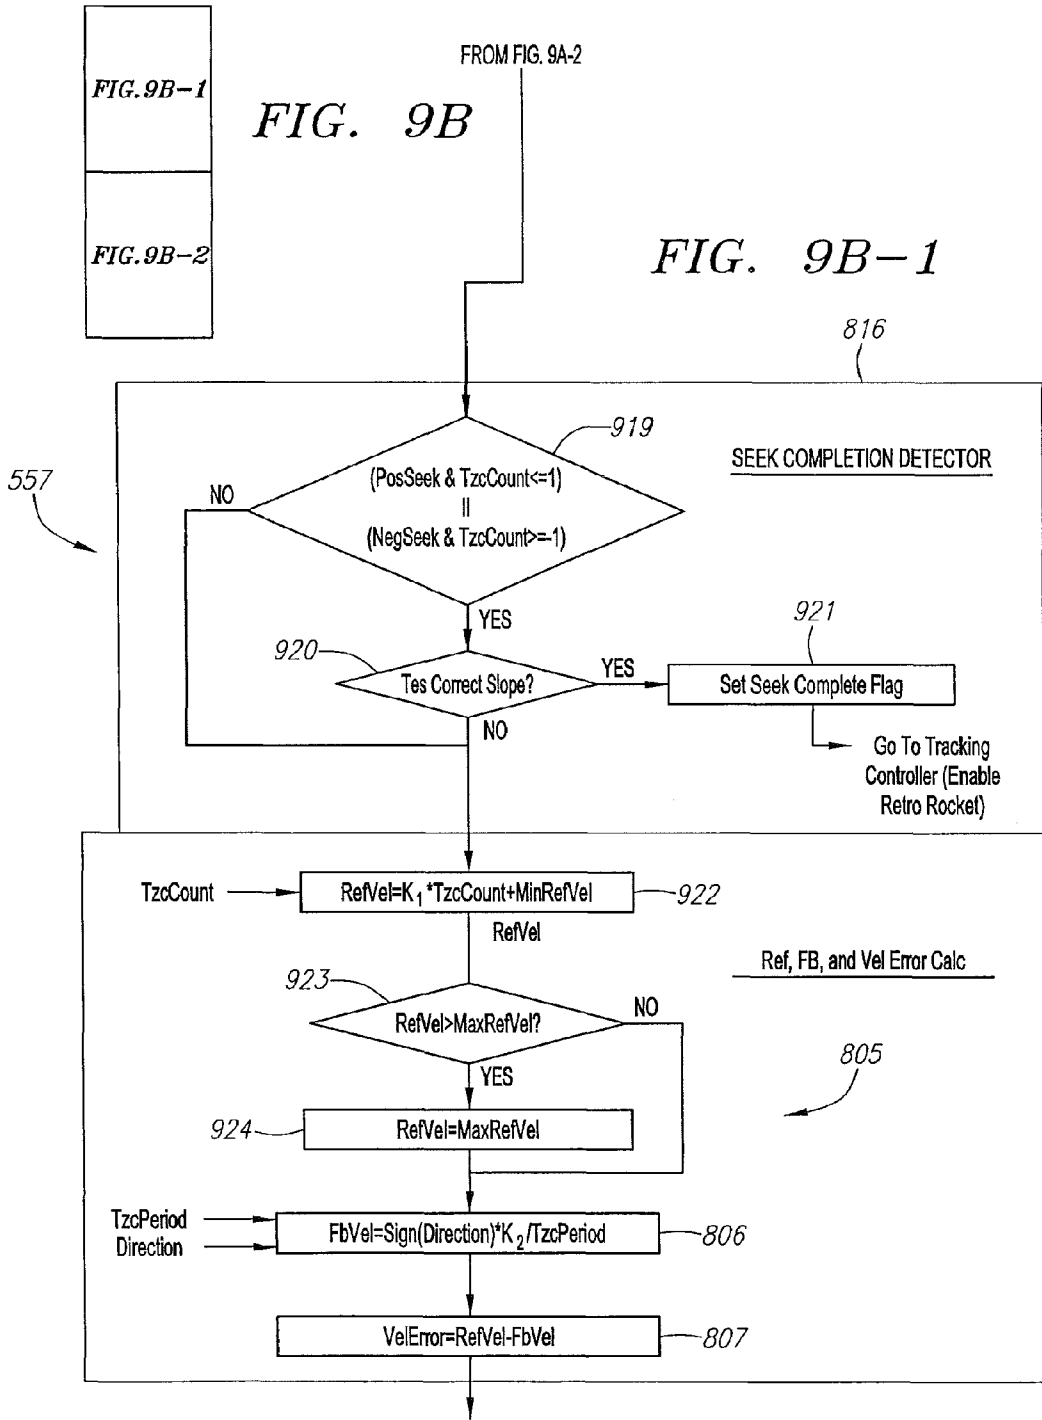 FIG.9B-1
FIG.9B-2
FIG. 9B
FROM FIG. 9A-2
FIG. 9B-1
816
557
919
SEEK COMPLETION DETECTOR
(PosSeek & TzcCount<=1)
||
(NegSeek & TzcCount>=-1)
NO
YES
920
Tes Correct Slope?
YES
NO
921
Set Seek Complete Flag
Go To Tracking
Controller (Enable
Retro Rocket)
TzcCount
RefVel=K1*TzcCount+MinRefVel
922
RefVel
Ref, FB, and Vel Error Calc
923
RefVel>MaxRefVel?
NO
YES
805
924
RefVel=MaxRefVel
TzcPeriod
Direction
FbVel=Sign(Direction)*K2/TzcPeriod
806
VelError=RefVel-FbVel
807